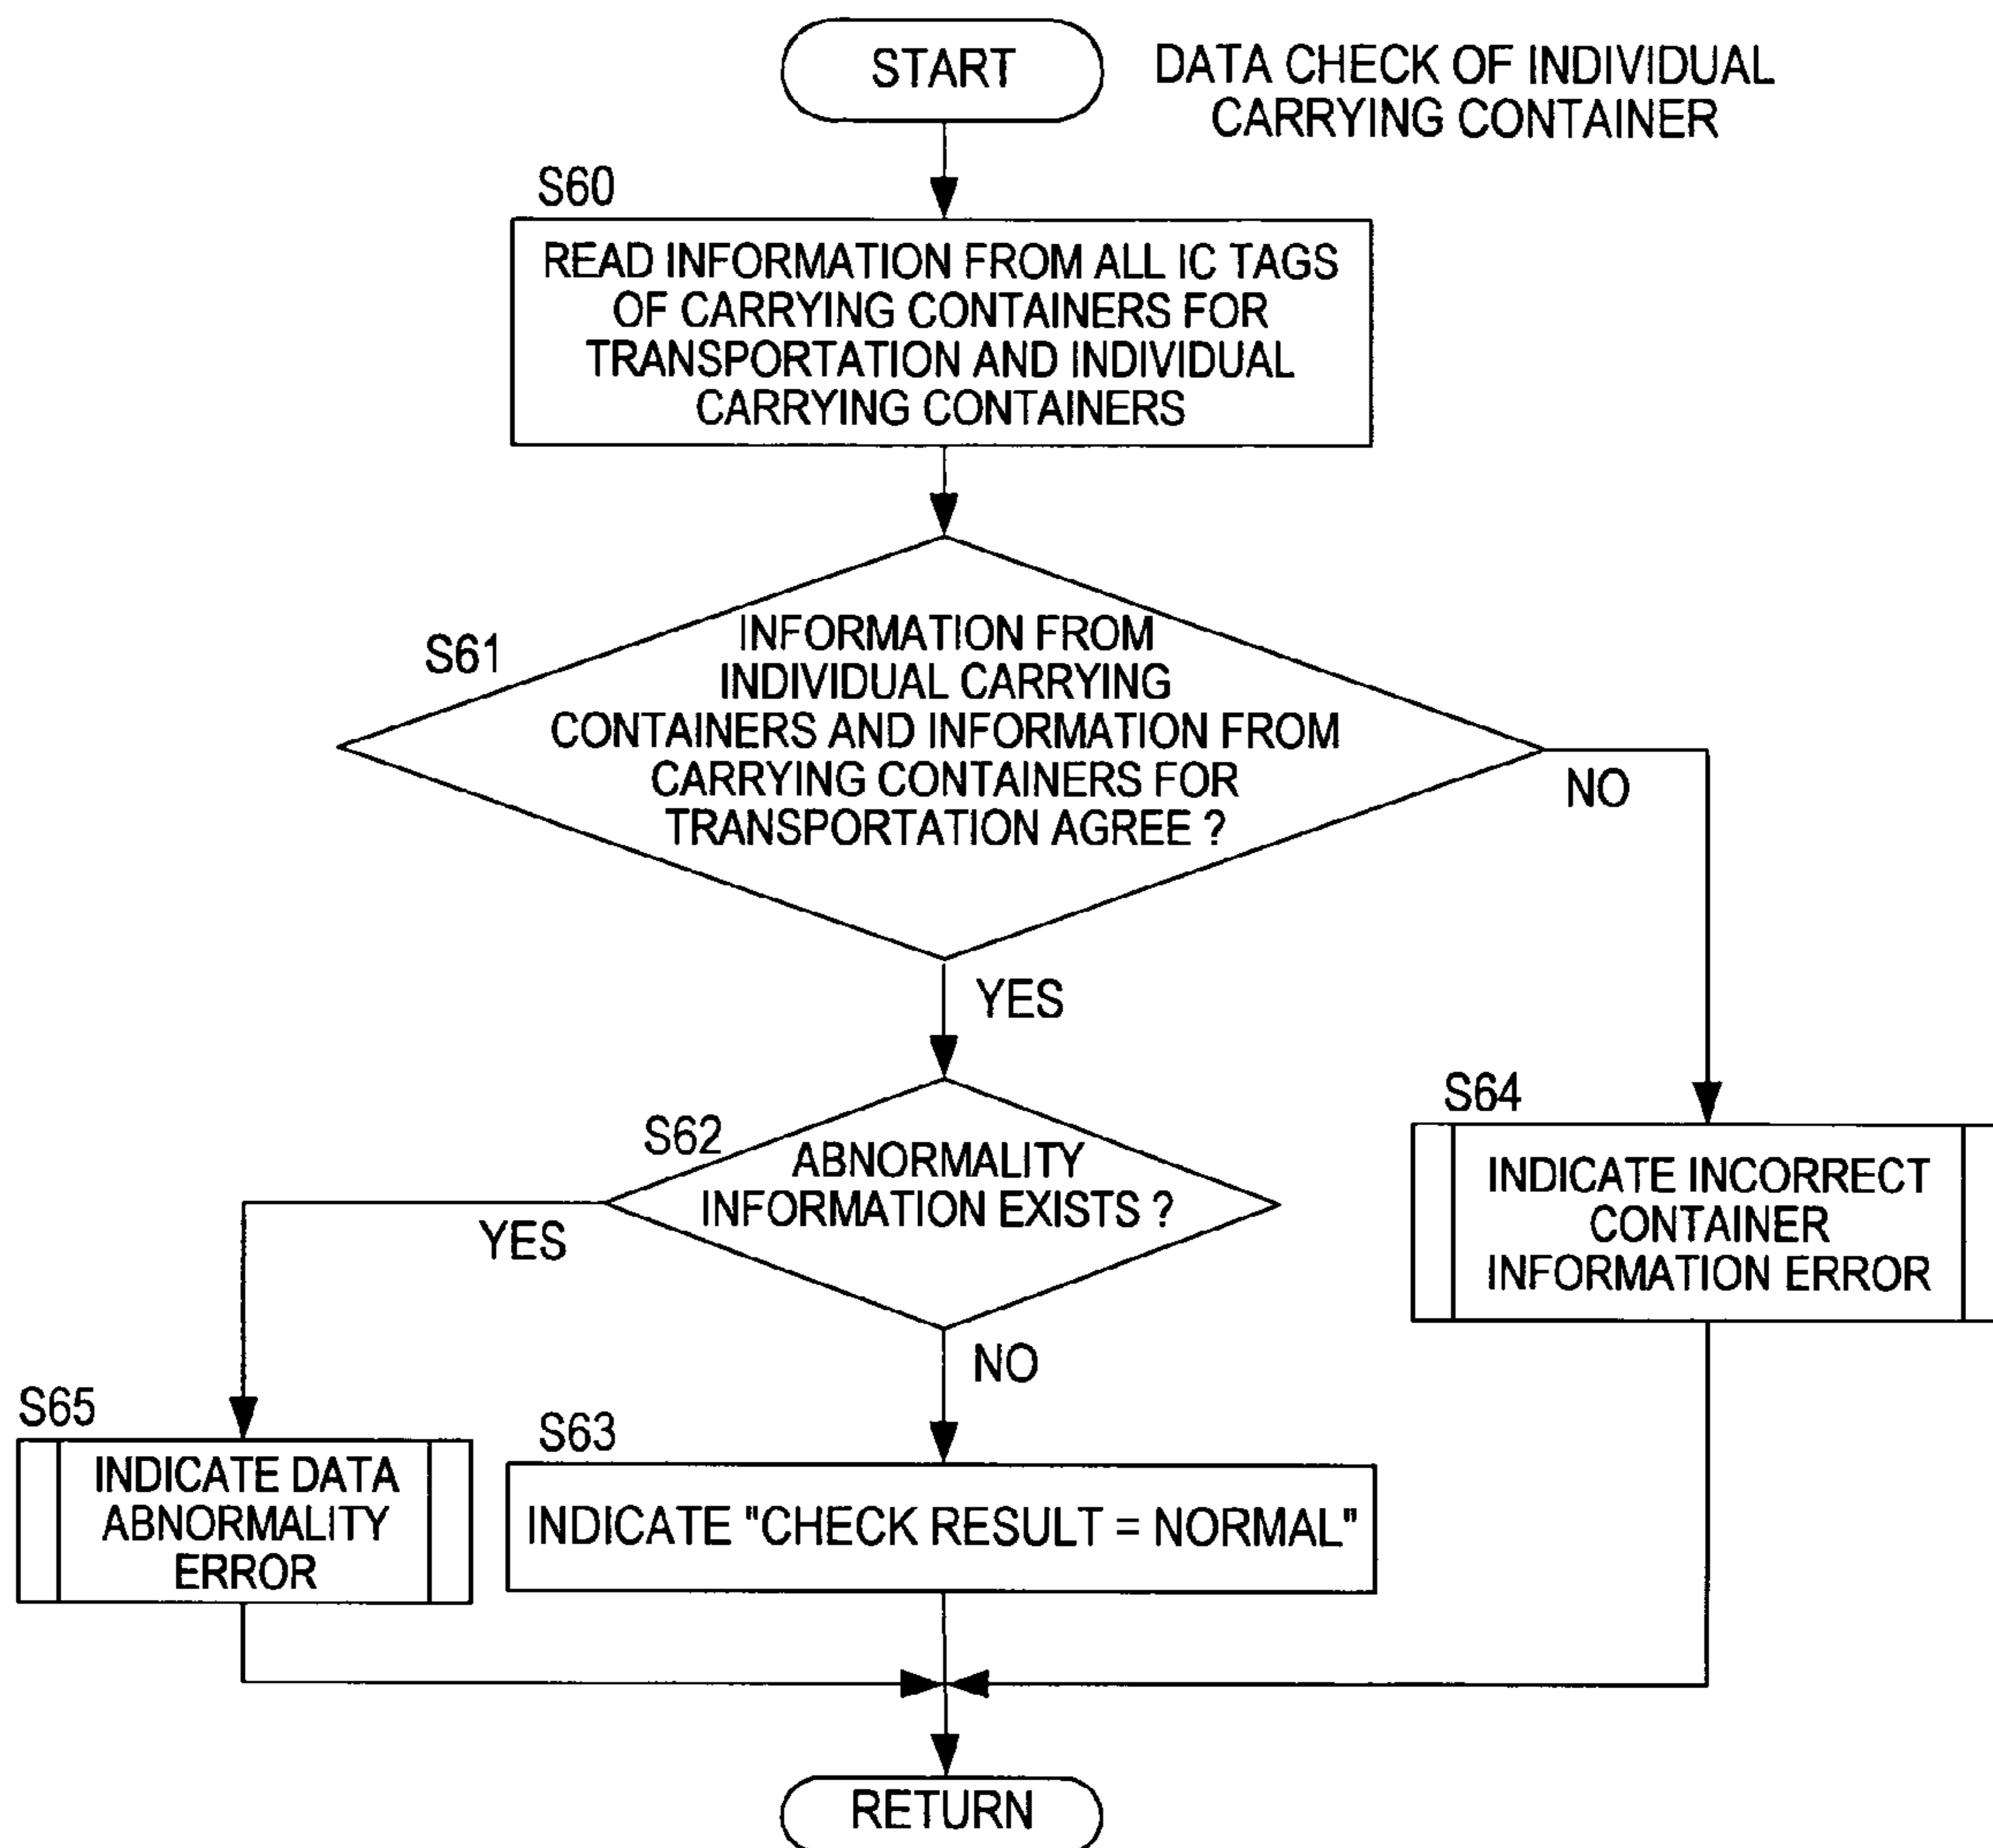 START
DATA CHECK OF INDIVIDUAL
CARRYING CONTAINER
S60
READ INFORMATION FROM ALL IC TAGS
OF CARRYING CONTAINERS FOR
TRANSPORTATION AND INDIVIDUAL
CARRYING CONTAINERS
S61
INFORMATION FROM
INDIVIDUAL CARRYING
CONTAINERS AND INFORMATION FROM
CARRYING CONTAINERS FOR
TRANSPORTATION AGREE ?
NO
YES
S62
ABNORMALITY
INFORMATION EXISTS ?
YES
NO
S64
INDICATE INCORRECT
CONTAINER
INFORMATION ERROR
S65
INDICATE DATA
ABNORMALITY
ERROR
S63
INDICATE "CHECK RESULT = NORMAL"
RETURN